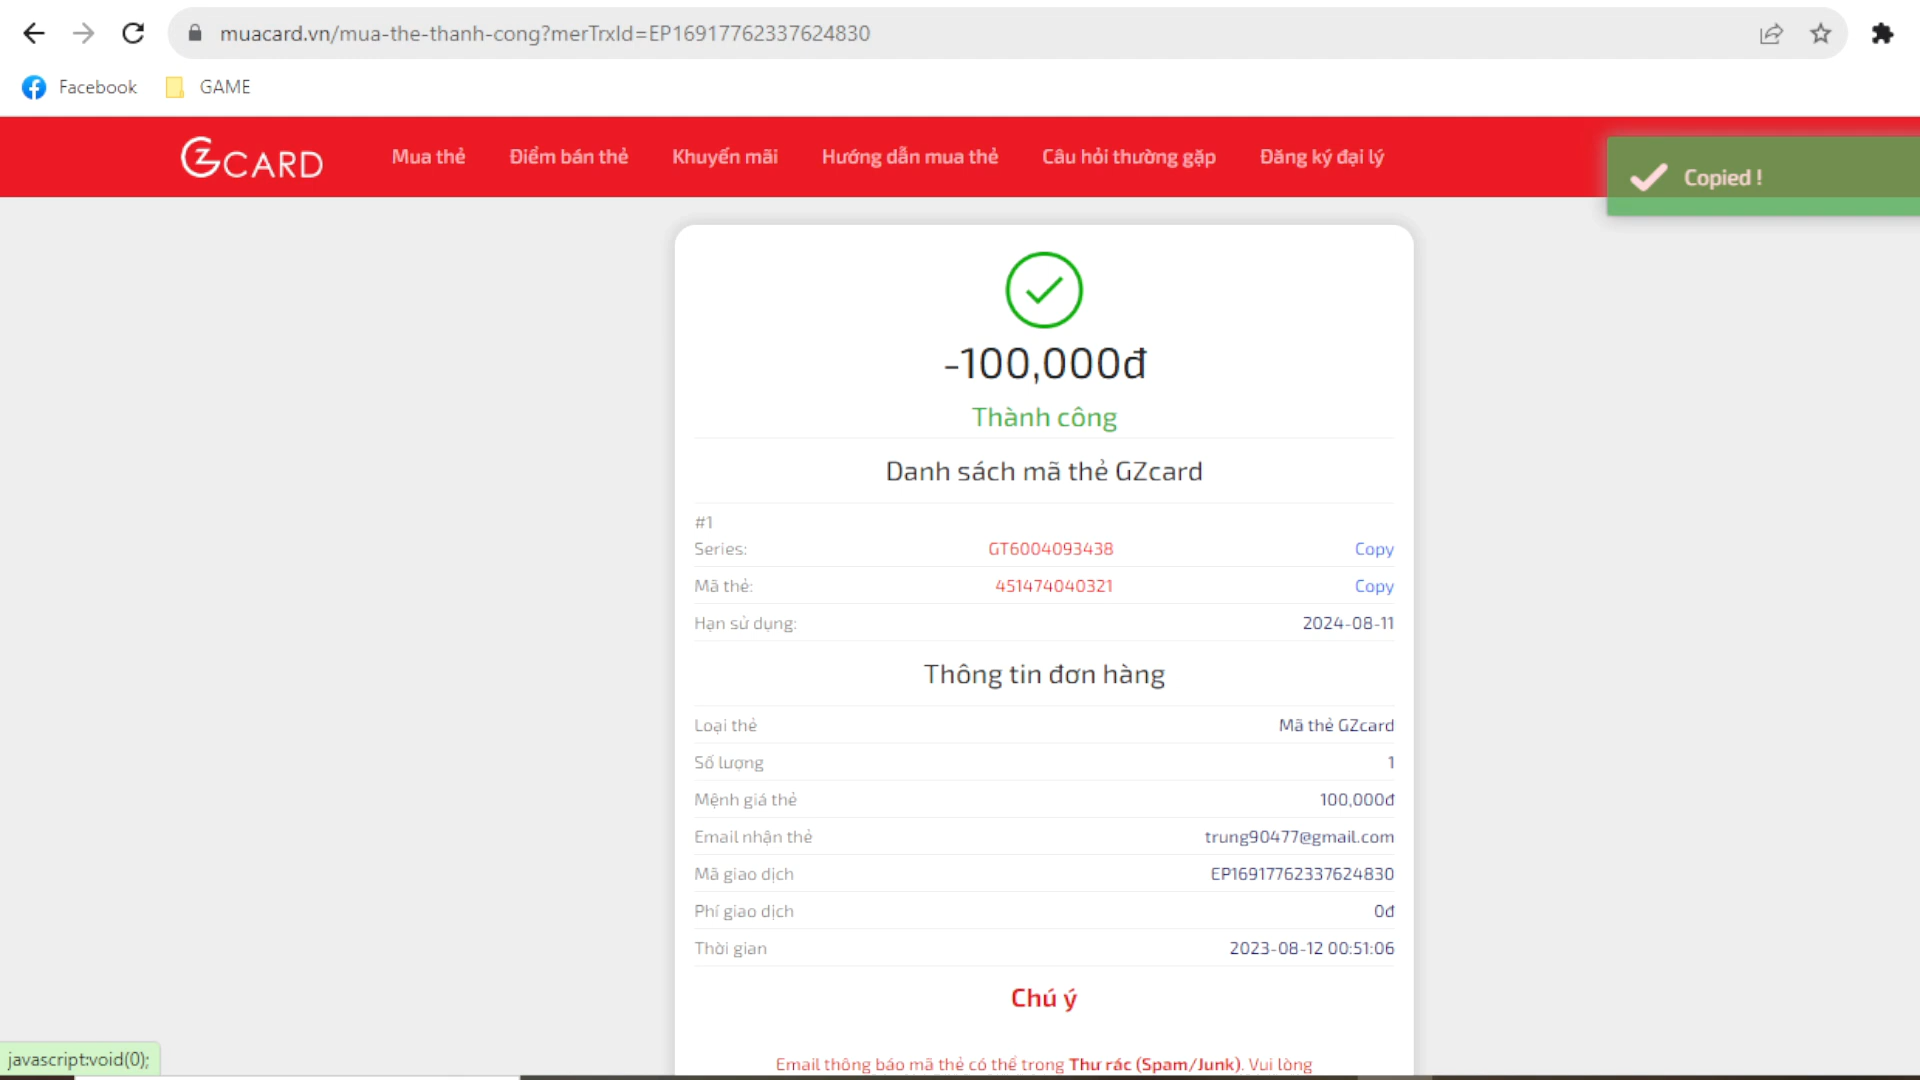 muacard.vn/mua-the-thanh-cong?merTrxId=EP16917762337624830
Facebook GAME
GZCARD Mua thẻ Điểm bán thẻ Khuyến mãi Hướng dẫn mua thẻ Câu hỏi thường gặp Đăng ký đại lý
Copied !
-100,000đ
Thành công
Danh sách mã thẻ GZcard
#1
Series: GT6004093438 Copy
Mã thẻ: 451474040321 Copy
Hạn sử dụng: 2024-08-11
Thông tin đơn hàng
Loại thẻ Mã thẻ GZcard
Số lượng 1
Mệnh giá thẻ 100,000đ
Email nhận thẻ trung90477@gmail.com
Mã giao dịch EP16917762337624830
Phí giao dịch 0đ
Thời gian 2023-08-12 00:51:06
Chú ý
Email thông báo mã thẻ có thể trong Thư rác (Spam/Junk). Vui lòng
javascript:void(0);